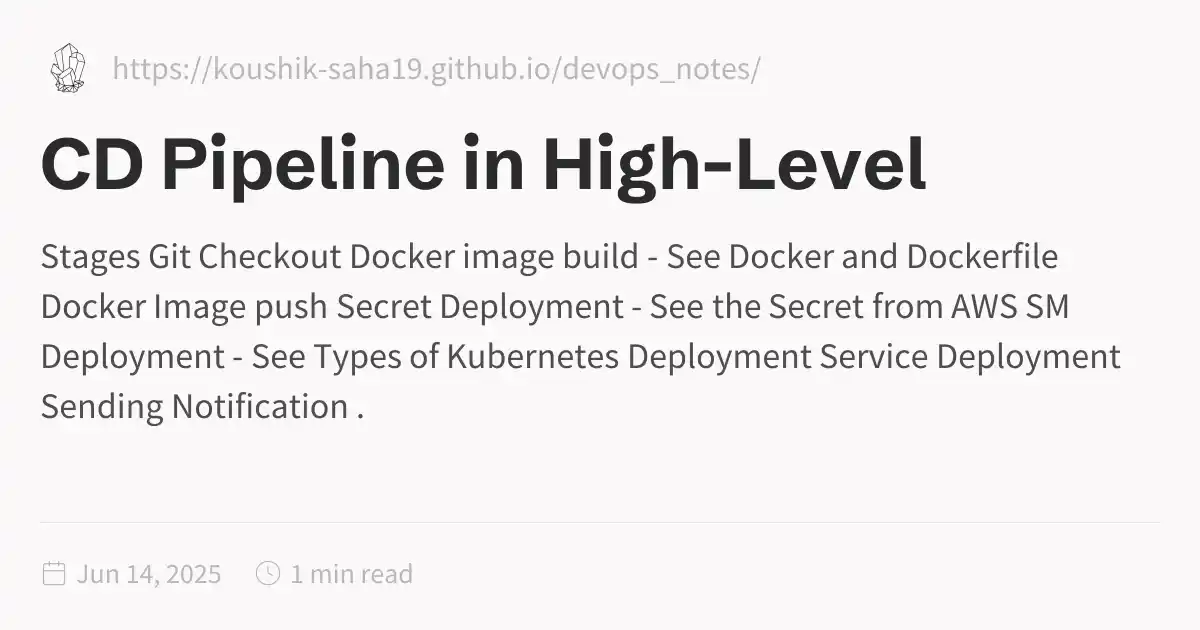 https://koushik-saha19.github.io/devops_notes/
CD Pipeline in High-Level
Stages Git Checkout Docker image build - See Docker and Dockerfile
Docker Image push Secret Deployment - See the Secret from AWS SM
Deployment - See Types of Kubernetes Deployment Service Deployment
Sending Notification .
Jun 14, 2025 1 min read